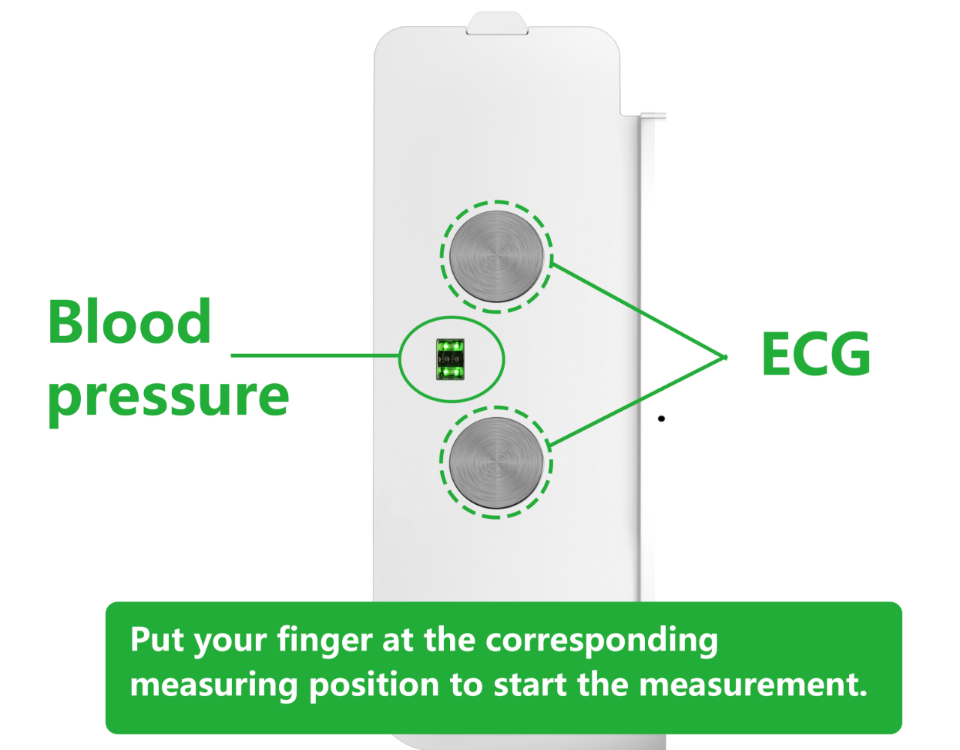 Blood
pressure
ECG
Put your finger at the corresponding
measuring position to start the measurement.